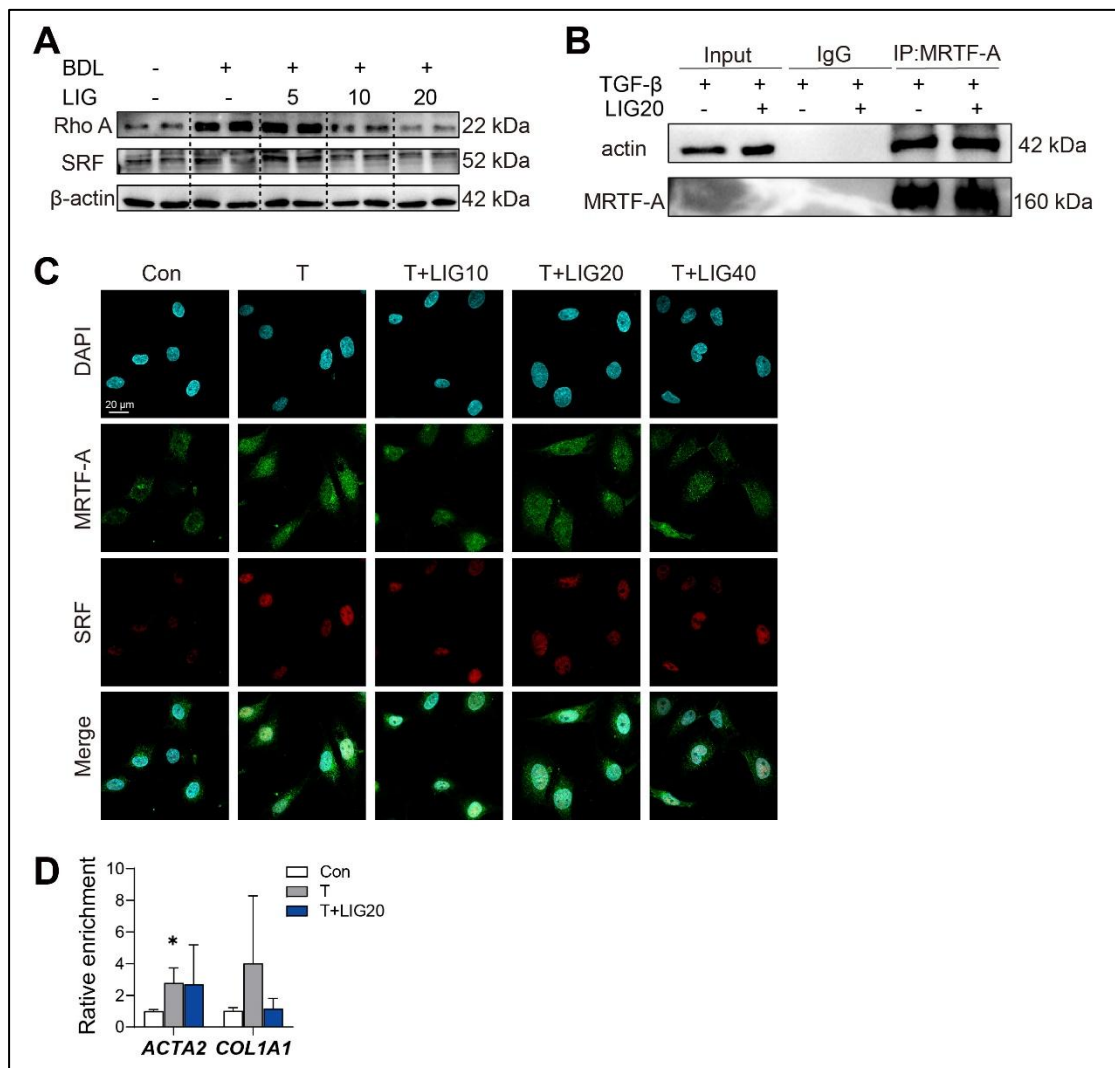 A
BDL - + + + +
LIG - - 5 10 20
Rho A 22 kDa
SRF 52 kDa
β-actin 42 kDa
B
Input IgG IP:MRTF-A
TGF-β + + + + + +
LIG20 - + - + - +
actin 42 kDa
MRTF-A 160 kDa
C
Con T T+LIG10 T+LIG20 T+LIG40
DAPI
20 μm
MRTF-A
SRF
Merge
D
Rative enrichment
10
8
6
4
2
0
Con
T
T+LIG20
*
ACTA2 COL1A1